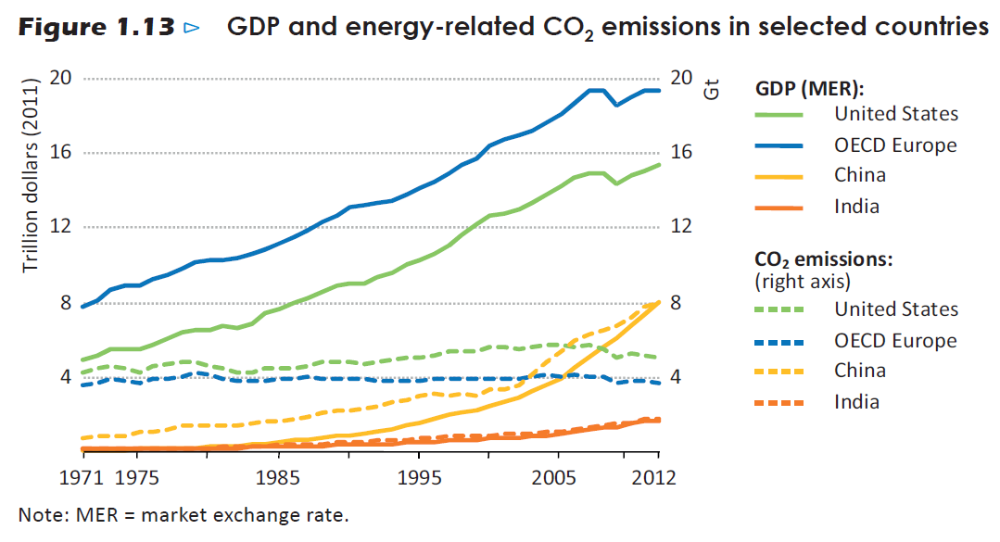 Figure 1.13 ▷ GDP and energy-related CO₂ emissions in selected countries
Trillion dollars (2011)
20
16
12
8
4
20
16
12
8
4
Gt
1971 1975 1985 1995 2005 2012
GDP (MER):
United States
OECD Europe
China
India
CO₂ emissions:
(right axis)
United States
OECD Europe
China
India
Note: MER = market exchange rate.